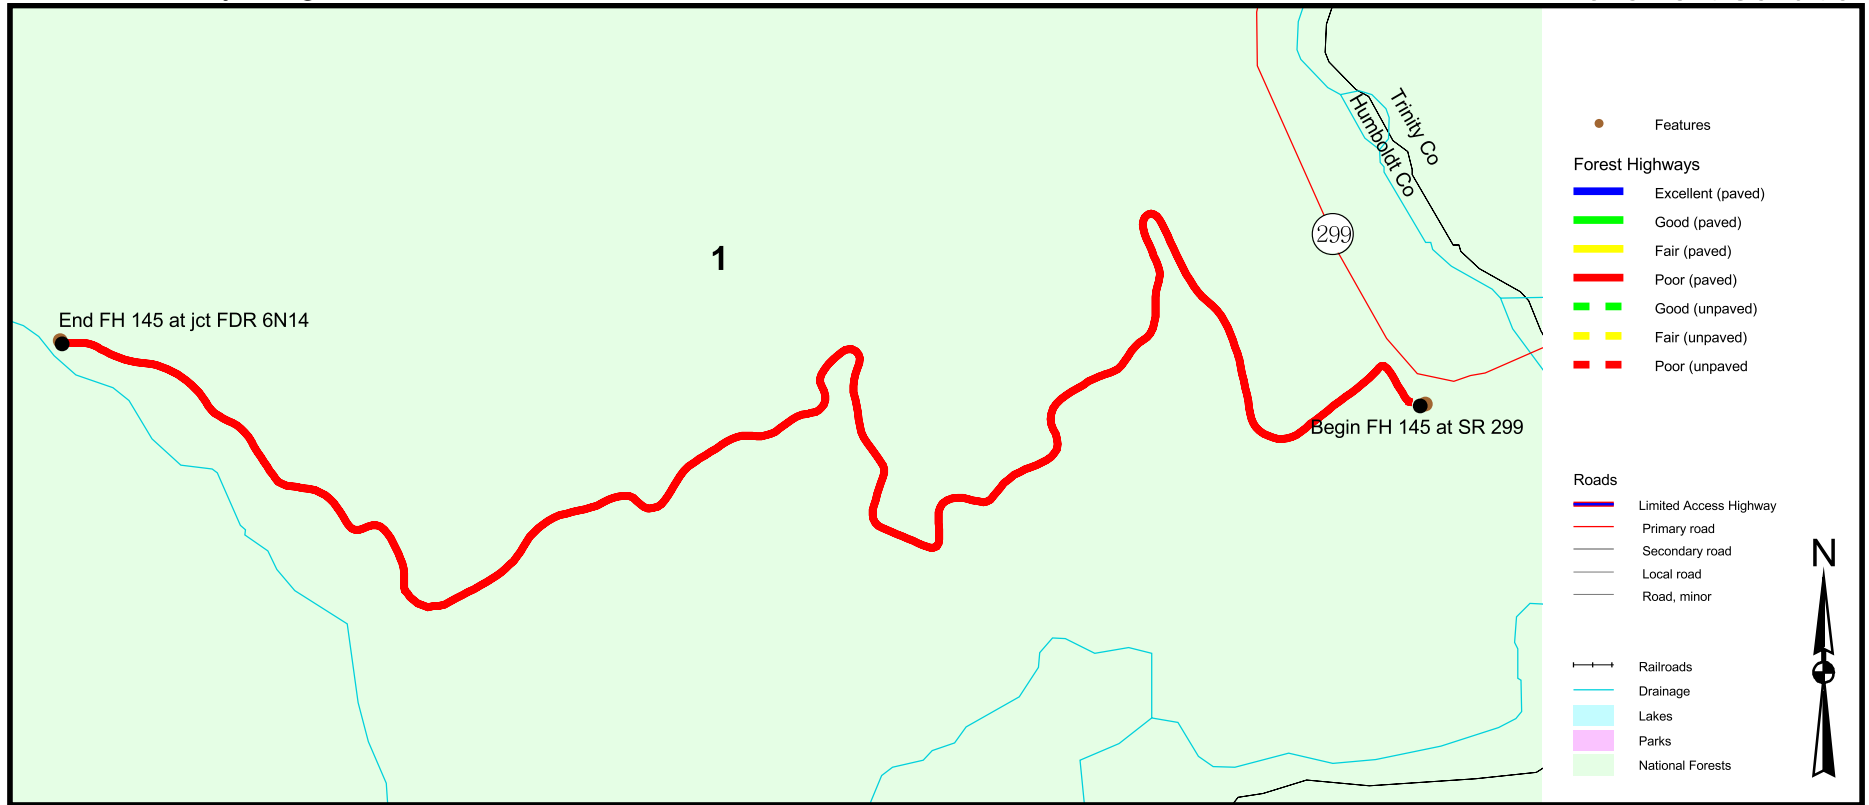 Trinity Co
Humboldt Co
299
1
End FH 145 at jct FDR 6N14
Begin FH 145 at SR 299
Features
Forest Highways
Excellent (paved)
Good (paved)
Fair (paved)
Poor (paved)
Good (unpaved)
Fair (unpaved)
Poor (unpaved
Roads
Limited Access Highway
Primary road
Secondary road
Local road
Road, minor
N
Railroads
Drainage
Lakes
Parks
National Forests